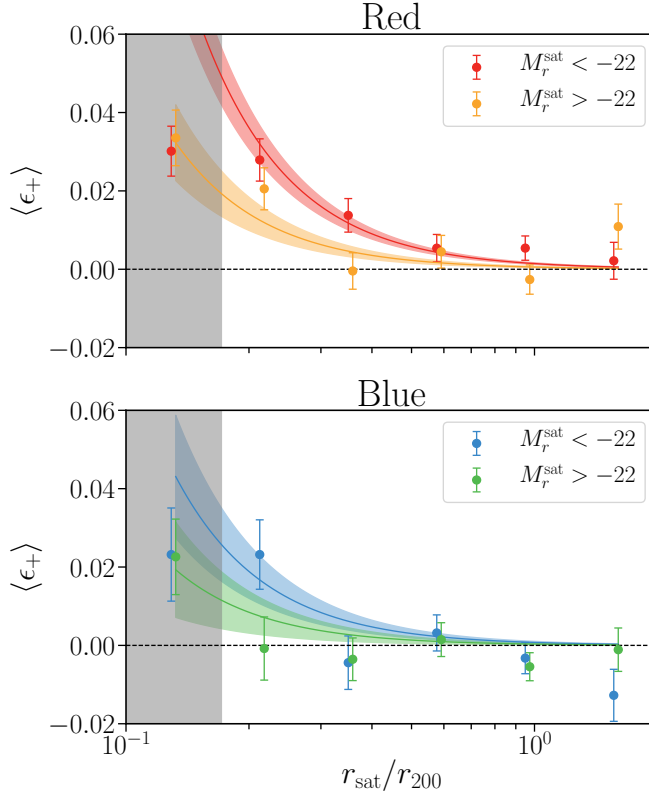 Red
0.06
0.04
0.02
0.00
−0.02
⟨ϵ₊⟩
M_r^sat < −22
M_r^sat > −22
Blue
0.06
0.04
0.02
0.00
−0.02
⟨ϵ₊⟩
M_r^sat < −22
M_r^sat > −22
10⁻¹
10⁰
r_sat/r_200